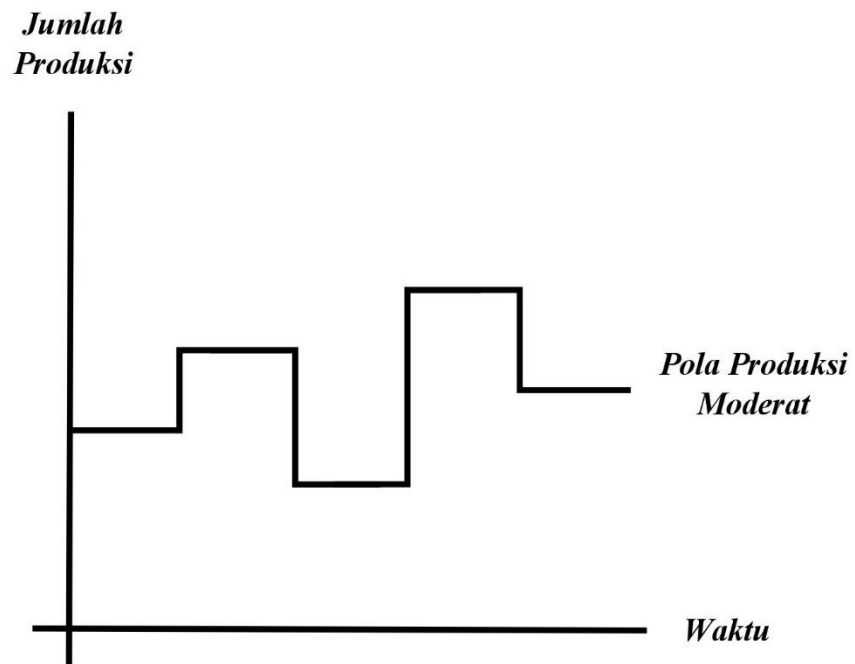 Jumlah
Produksi
Pola Produksi
Moderat
Waktu